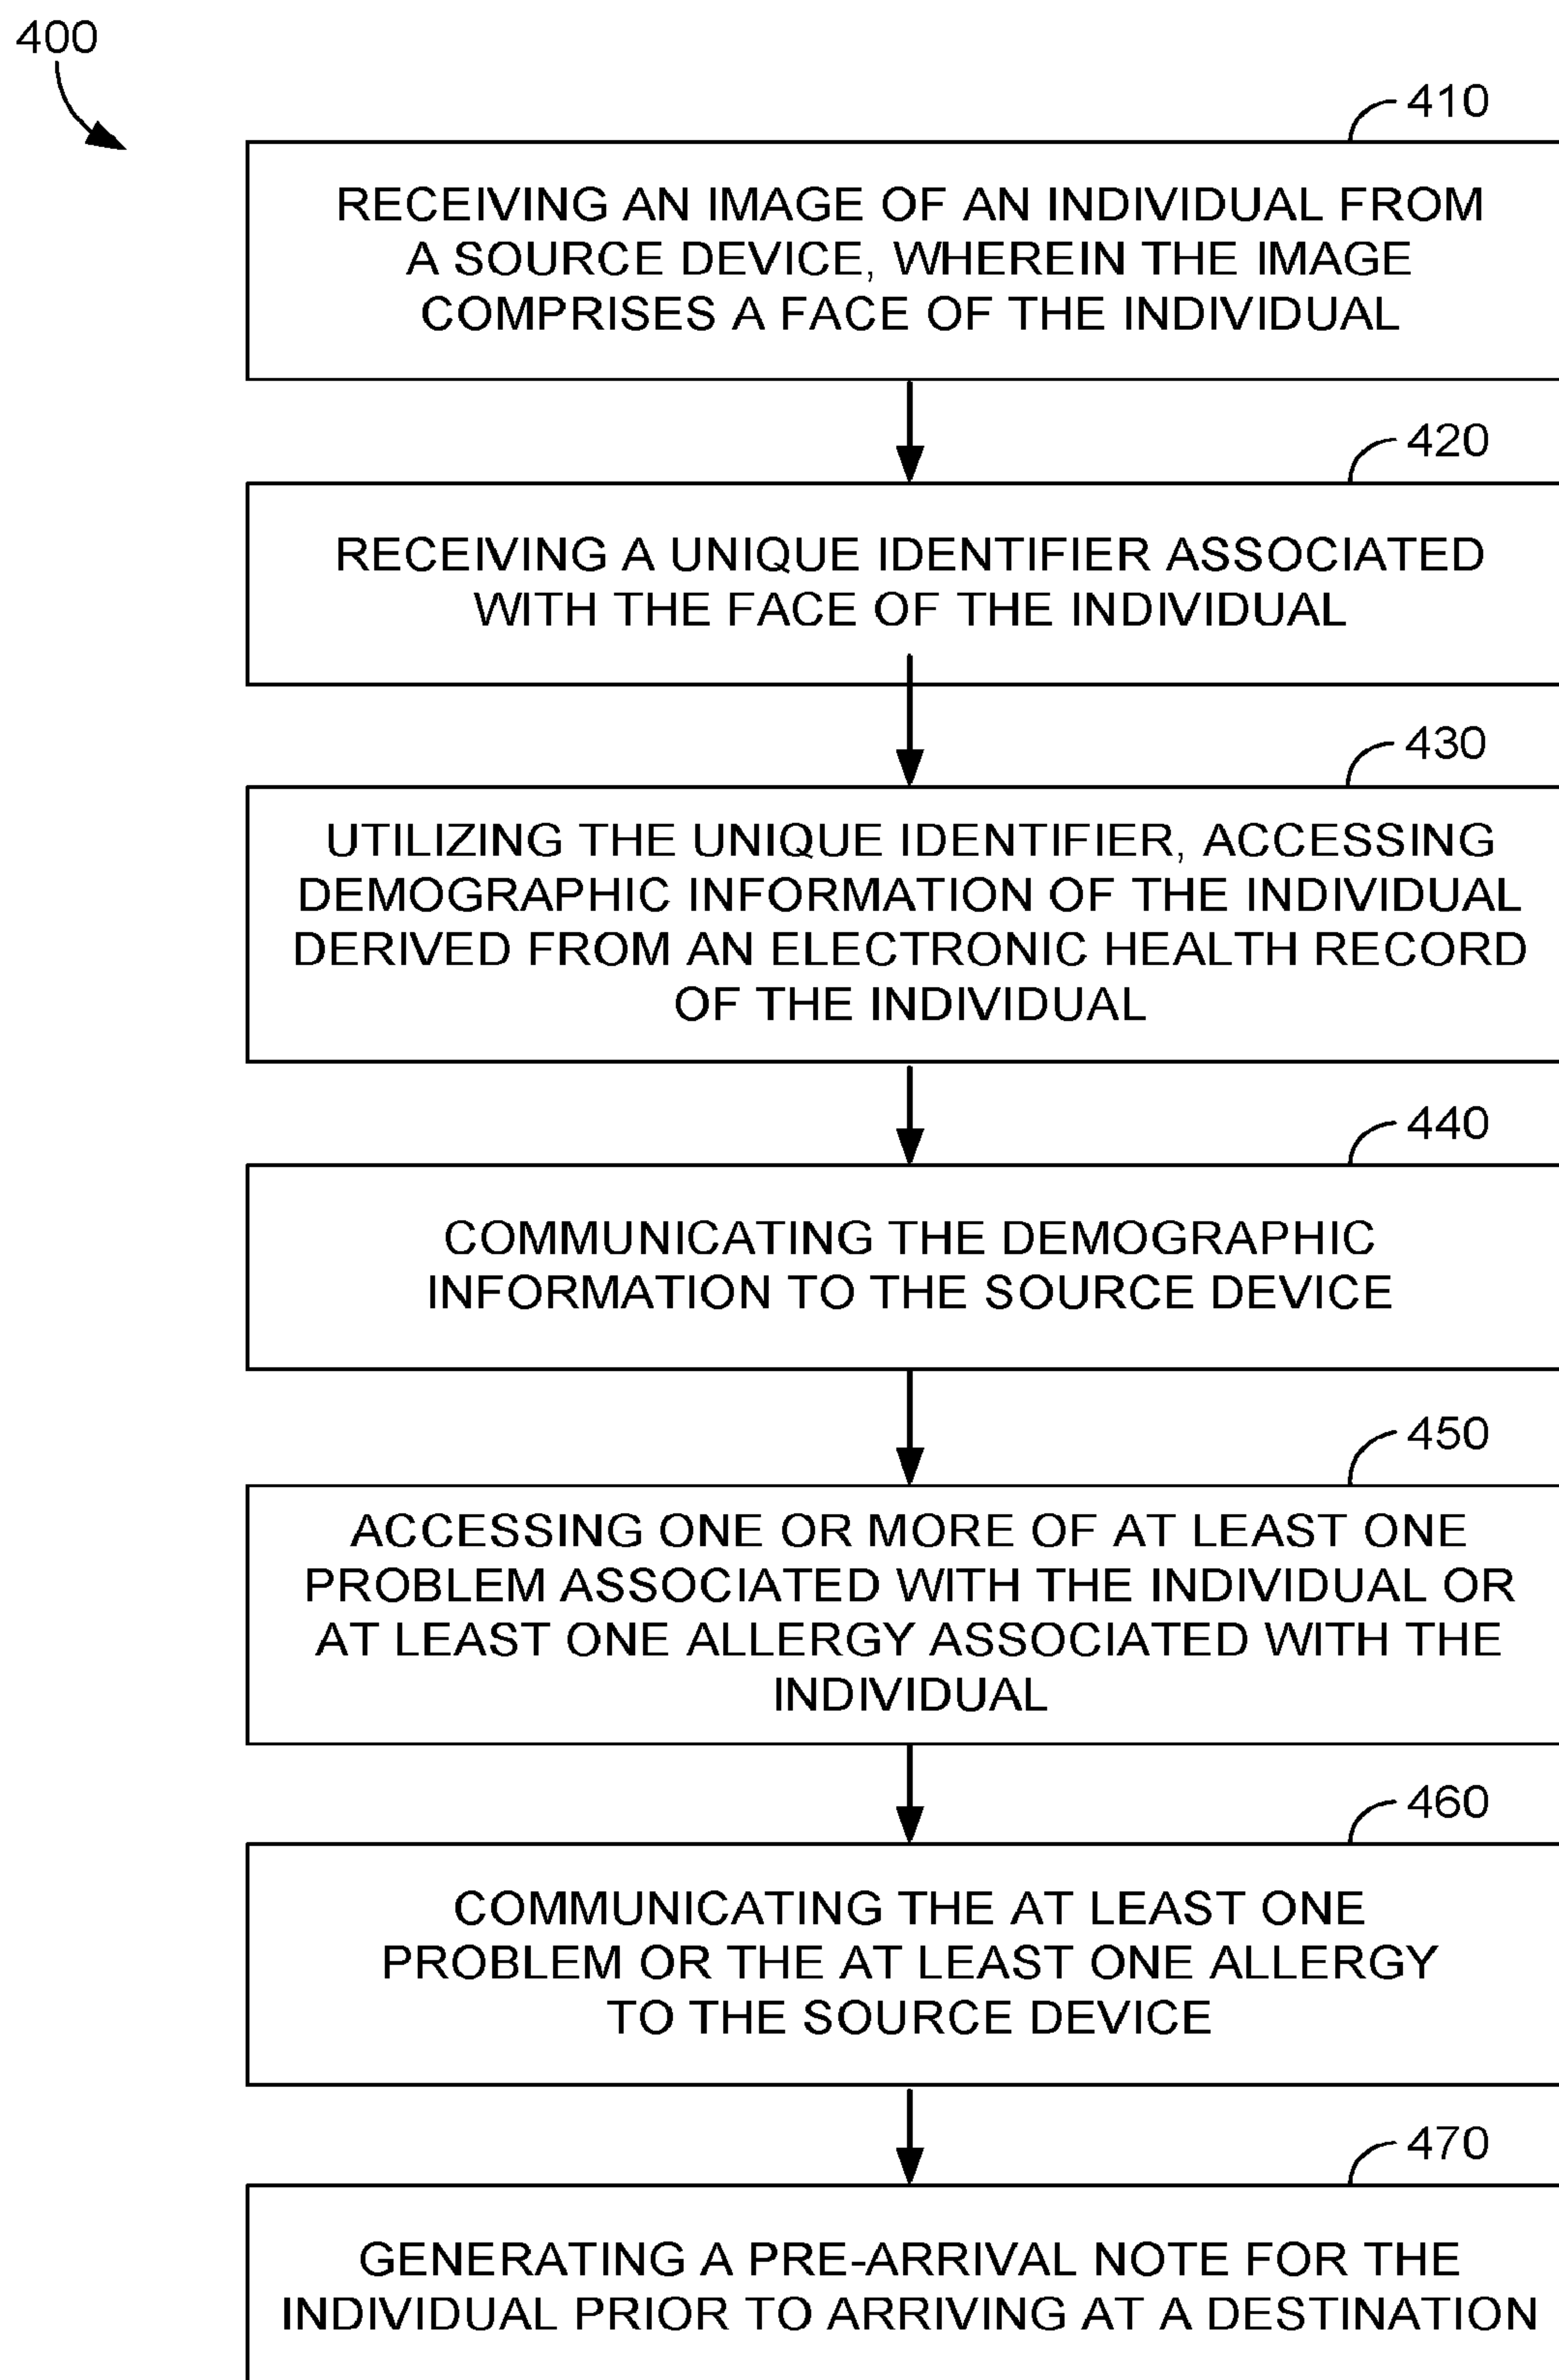 400
410
RECEIVING AN IMAGE OF AN INDIVIDUAL FROM
A SOURCE DEVICE, WHEREIN THE IMAGE
COMPRISES A FACE OF THE INDIVIDUAL
420
RECEIVING A UNIQUE IDENTIFIER ASSOCIATED
WITH THE FACE OF THE INDIVIDUAL
430
UTILIZING THE UNIQUE IDENTIFIER, ACCESSING
DEMOGRAPHIC INFORMATION OF THE INDIVIDUAL
DERIVED FROM AN ELECTRONIC HEALTH RECORD
OF THE INDIVIDUAL
440
COMMUNICATING THE DEMOGRAPHIC
INFORMATION TO THE SOURCE DEVICE
450
ACCESSING ONE OR MORE OF AT LEAST ONE
PROBLEM ASSOCIATED WITH THE INDIVIDUAL OR
AT LEAST ONE ALLERGY ASSOCIATED WITH THE
INDIVIDUAL
460
COMMUNICATING THE AT LEAST ONE
PROBLEM OR THE AT LEAST ONE ALLERGY
TO THE SOURCE DEVICE
470
GENERATING A PRE-ARRIVAL NOTE FOR THE
INDIVIDUAL PRIOR TO ARRIVING AT A DESTINATION